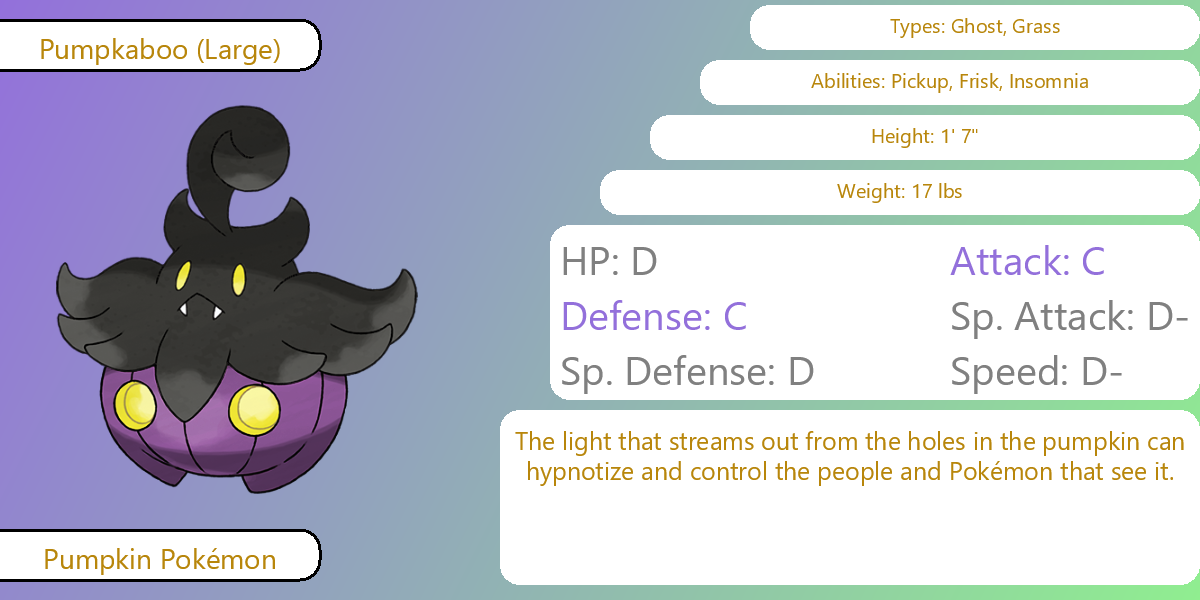 Pumpkaboo (Large)
Types: Ghost, Grass
Abilities: Pickup, Frisk, Insomnia
Height: 1' 7"
Weight: 17 lbs
HP: D
Attack: C
Defense: C
Sp. Attack: D-
Sp. Defense: D
Speed: D-
The light that streams out from the holes in the pumpkin can
hypnotize and control the people and Pokémon that see it.
Pumpkin Pokémon